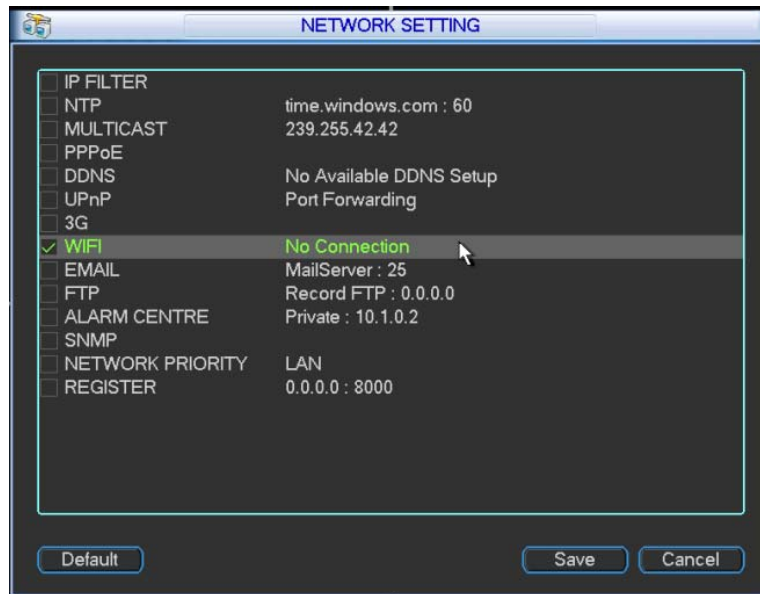 NETWORK SETTING
IP FILTER
NTP time.windows.com : 60
MULTICAST 239.255.42.42
PPPoE
DDNS No Available DDNS Setup
UPnP Port Forwarding
3G
WIFI No Connection
EMAIL MailServer : 25
FTP Record FTP : 0.0.0.0
ALARM CENTRE Private : 10.1.0.2
SNMP
NETWORK PRIORITY LAN
REGISTER 0.0.0.0 : 8000
Default Save Cancel